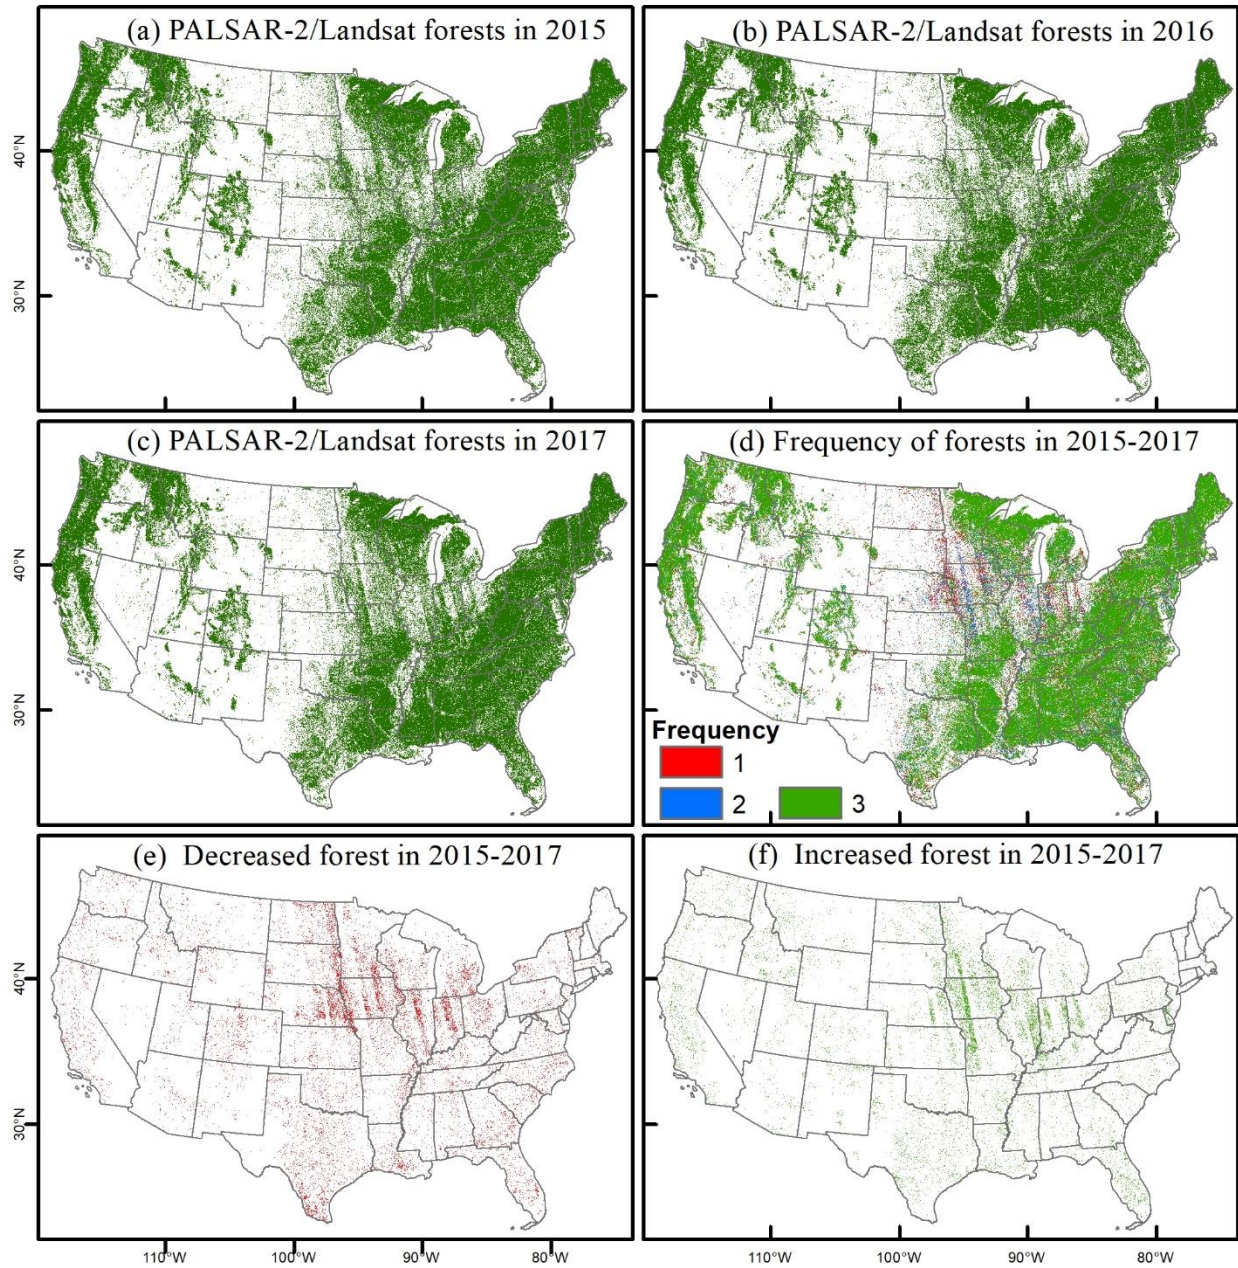 (a) PALSAR-2/Landsat forests in 2015
(b) PALSAR-2/Landsat forests in 2016
40°N
30°N
(c) PALSAR-2/Landsat forests in 2017
(d) Frequency of forests in 2015-2017
40°N
30°N
Frequency
1
2
3
(e) Decreased forest in 2015-2017
(f) Increased forest in 2015-2017
40°N
30°N
110°W
100°W
90°W
80°W
110°W
100°W
90°W
80°W